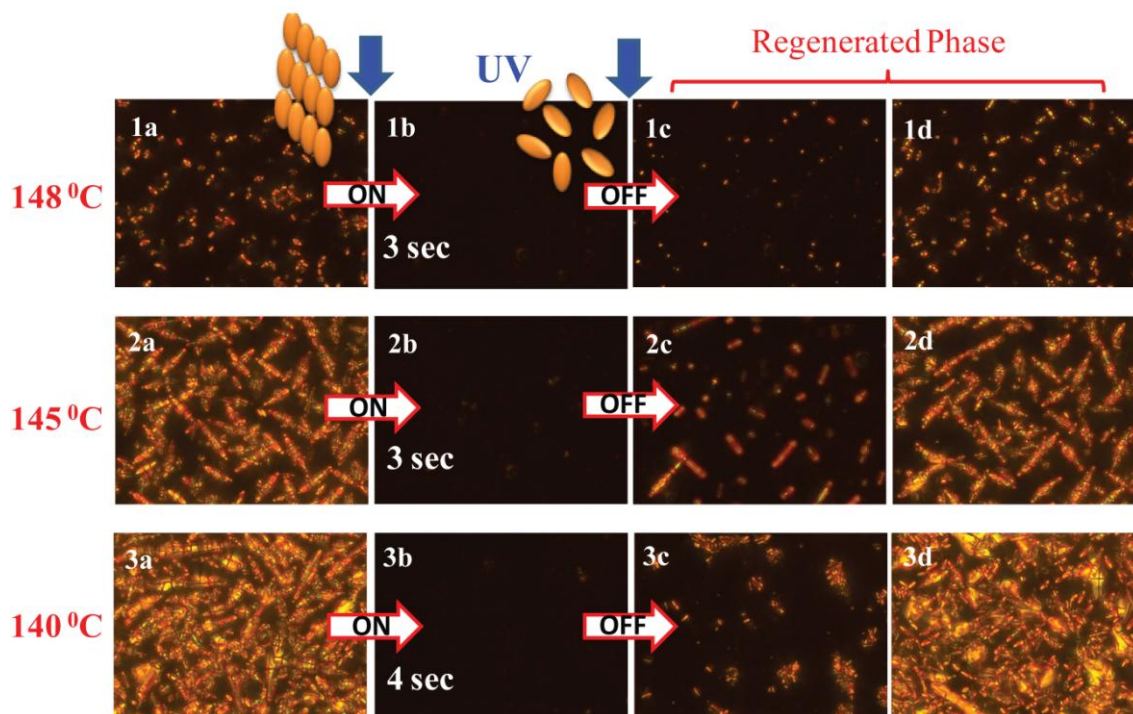 UV
Regenerated Phase
1a
1b
1c
1d
148 ⁰C
ON
OFF
3 sec
2a
2b
2c
2d
145 ⁰C
ON
OFF
3 sec
3a
3b
3c
3d
140 ⁰C
ON
OFF
4 sec